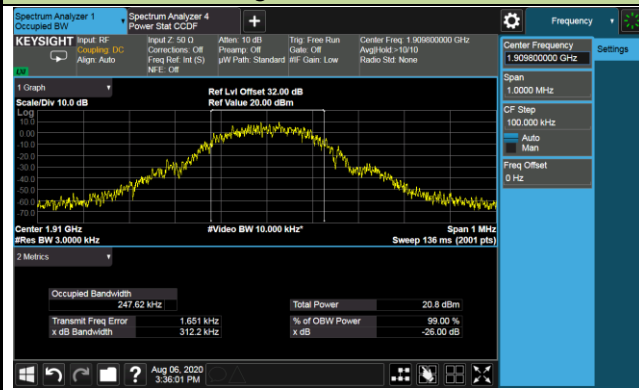 Spectrum Analyzer 1
Occupied BW
Spectrum Analyzer 4
Power Stat CCDF
Frequency
KEYSIGHT
Input: RF
Coupling: DC
Align: Auto
Input Z: 50 Ω
Corrections: Off
Freq Ref: Int (S)
NFE: Off
Atten: 10 dB
Preamp: Off
µW Path: Standard
Trig: Free Run
Gate: Off
#IF Gain: Low
Center Freq: 1.909800000 GHz
Avg|Hold:>10/10
Radio Std: None
Center Frequency
1.909800000 GHz
Settings
Span
1.0000 MHz
CF Step
100.000 kHz
Auto
Man
Freq Offset
0 Hz
1 Graph
Scale/Div 10.0 dB
Ref Lvl Offset 32.00 dB
Ref Value 20.00 dBm
Log
10.0
0.00
-10.0
-20.0
-30.0
-40.0
-50.0
-60.0
-70.0
Center 1.91 GHz
#Res BW 3.0000 kHz
#Video BW 10.000 kHz*
Span 1 MHz
Sweep 136 ms (2001 pts)
2 Metrics
Occupied Bandwidth
247.62 kHz
Total Power 20.8 dBm
Transmit Freq Error 1.651 kHz
% of OBW Power 99.00 %
x dB Bandwidth 312.2 kHz
x dB -26.00 dB
?
Aug 06, 2020
3:36:01 PM